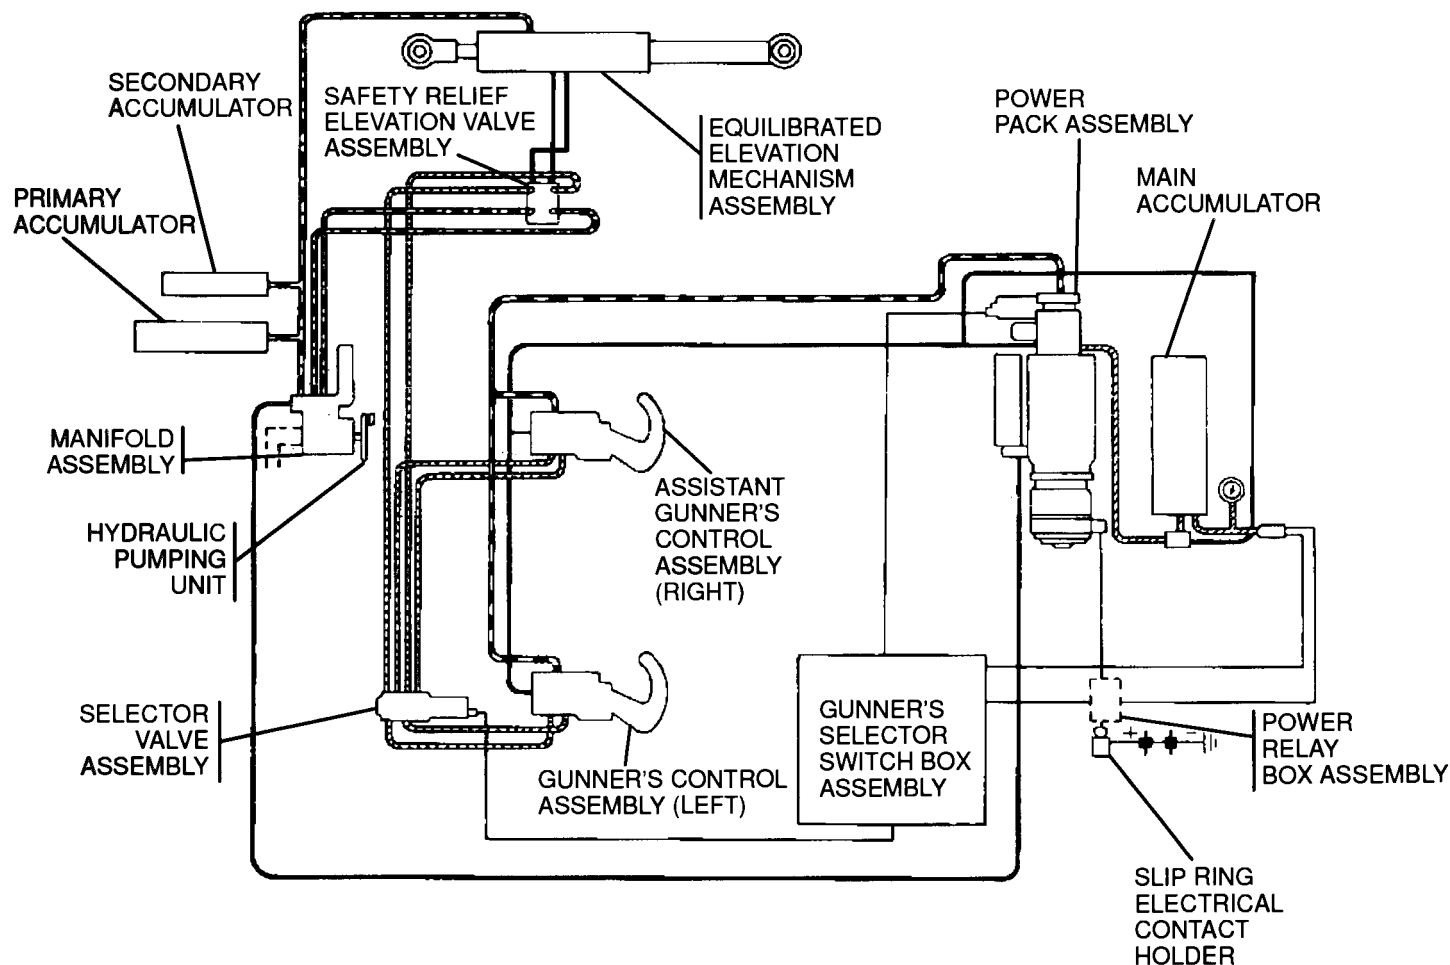 SECONDARY
ACCUMULATOR
SAFETY RELIEF
ELEVATION VALVE
ASSEMBLY
EQUILIBRATED
ELEVATION
MECHANISM
ASSEMBLY
POWER
PACK ASSEMBLY
MAIN
ACCUMULATOR
PRIMARY
ACCUMULATOR
MANIFOLD
ASSEMBLY
HYDRAULIC
PUMPING
UNIT
ASSISTANT
GUNNER'S
CONTROL
ASSEMBLY
(RIGHT)
SELECTOR
VALVE
ASSEMBLY
GUNNER'S CONTROL
ASSEMBLY (LEFT)
GUNNER'S
SELECTOR
SWITCH BOX
ASSEMBLY
+ −
POWER
RELAY
BOX ASSEMBLY
SLIP RING
ELECTRICAL
CONTACT
HOLDER